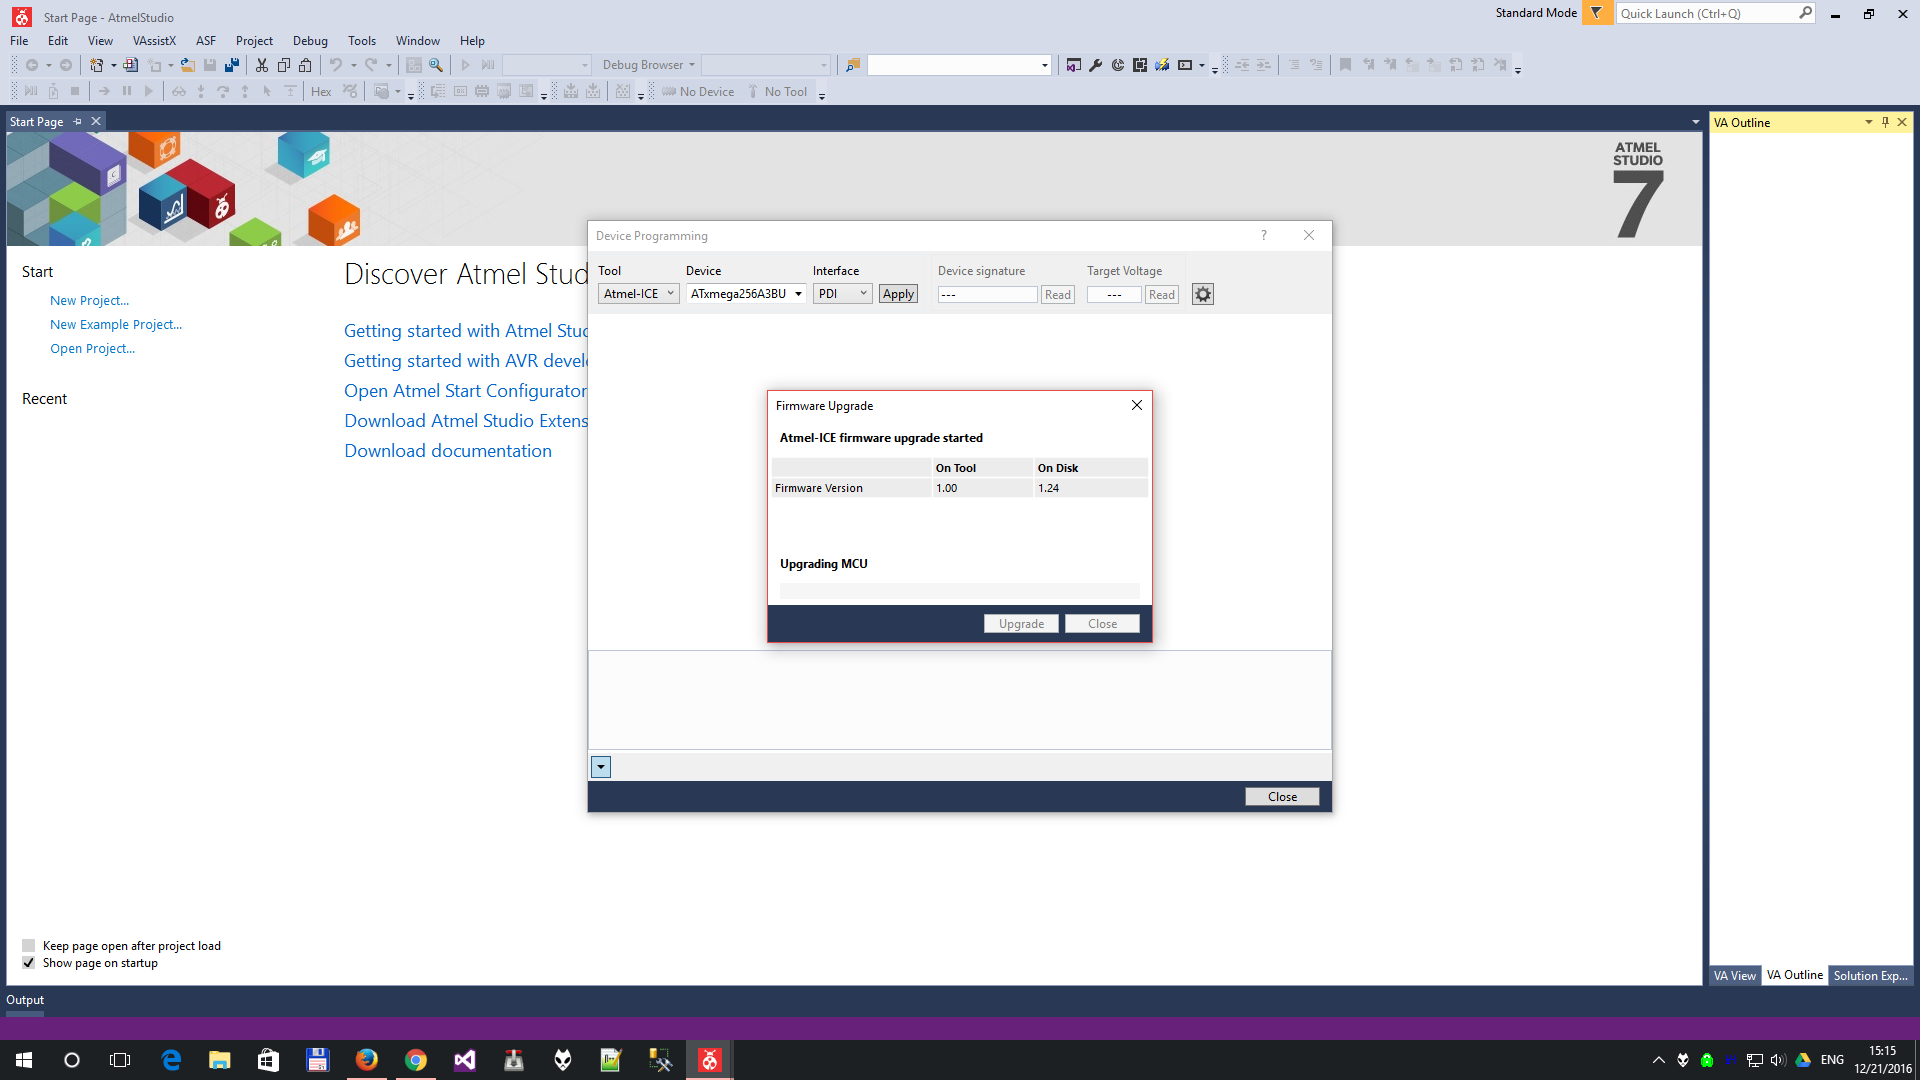 Start Page - AtmelStudio
Standard Mode
Quick Launch (Ctrl+Q)
File Edit View VAssistX ASF Project Debug Tools Window Help
Debug Browser
Hex
No Device
No Tool
Start Page
VA Outline
ATMEL
STUDIO
7
Start
New Project...
New Example Project...
Open Project...
Recent
Discover Atmel Stud
Getting started with Atmel Stud
Getting started with AVR devel
Open Atmel Start Configurator
Download Atmel Studio Extens
Download documentation
Device Programming
?
Tool Device Interface Device signature Target Voltage
Atmel-ICE ATxmega256A3BU PDI Apply --- Read --- Read
Firmware Upgrade
Atmel-ICE firmware upgrade started
On Tool On Disk
Firmware Version 1.00 1.24
Upgrading MCU
Upgrade Close
Close
Keep page open after project load
Show page on startup
VA View VA Outline Solution Exp...
Output
ENG
15:15
12/21/2016